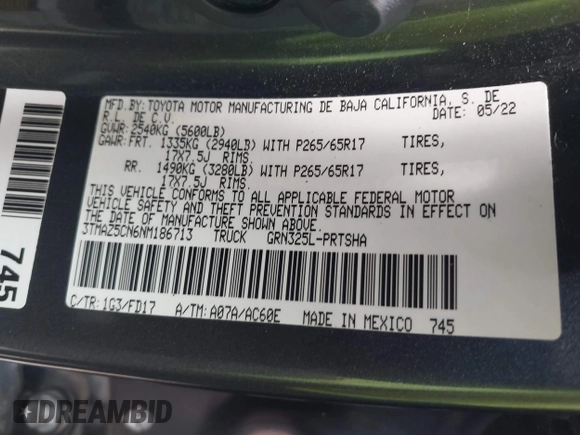 MFD.BY: TOYOTA MOTOR MANUFACTURING DE BAJA CALIFORNIA, S. DE
R.L. DE C.V. DATE: 05/22
GVWR: 2540KG (5600LB)
GAWR: FRT. 1335KG (2940LB) WITH P265/65R17 TIRES,
17X7.5J RIMS.
RR. 1490KG (3280LB) WITH P265/65R17 TIRES,
17X7.5J RIMS.
THIS VEHICLE CONFORMS TO ALL APPLICABLE FEDERAL MOTOR
VEHICLE SAFETY AND THEFT PREVENTION STANDARDS IN EFFECT ON
THE DATE OF MANUFACTURE SHOWN ABOVE.
3TMAZ5CN6NM186713 TRUCK GRN325L-PRTSHA
C/TR: 1G3/FD17 A/TM: A07A/AC60E MADE IN MEXICO 745
745
DREAMBID